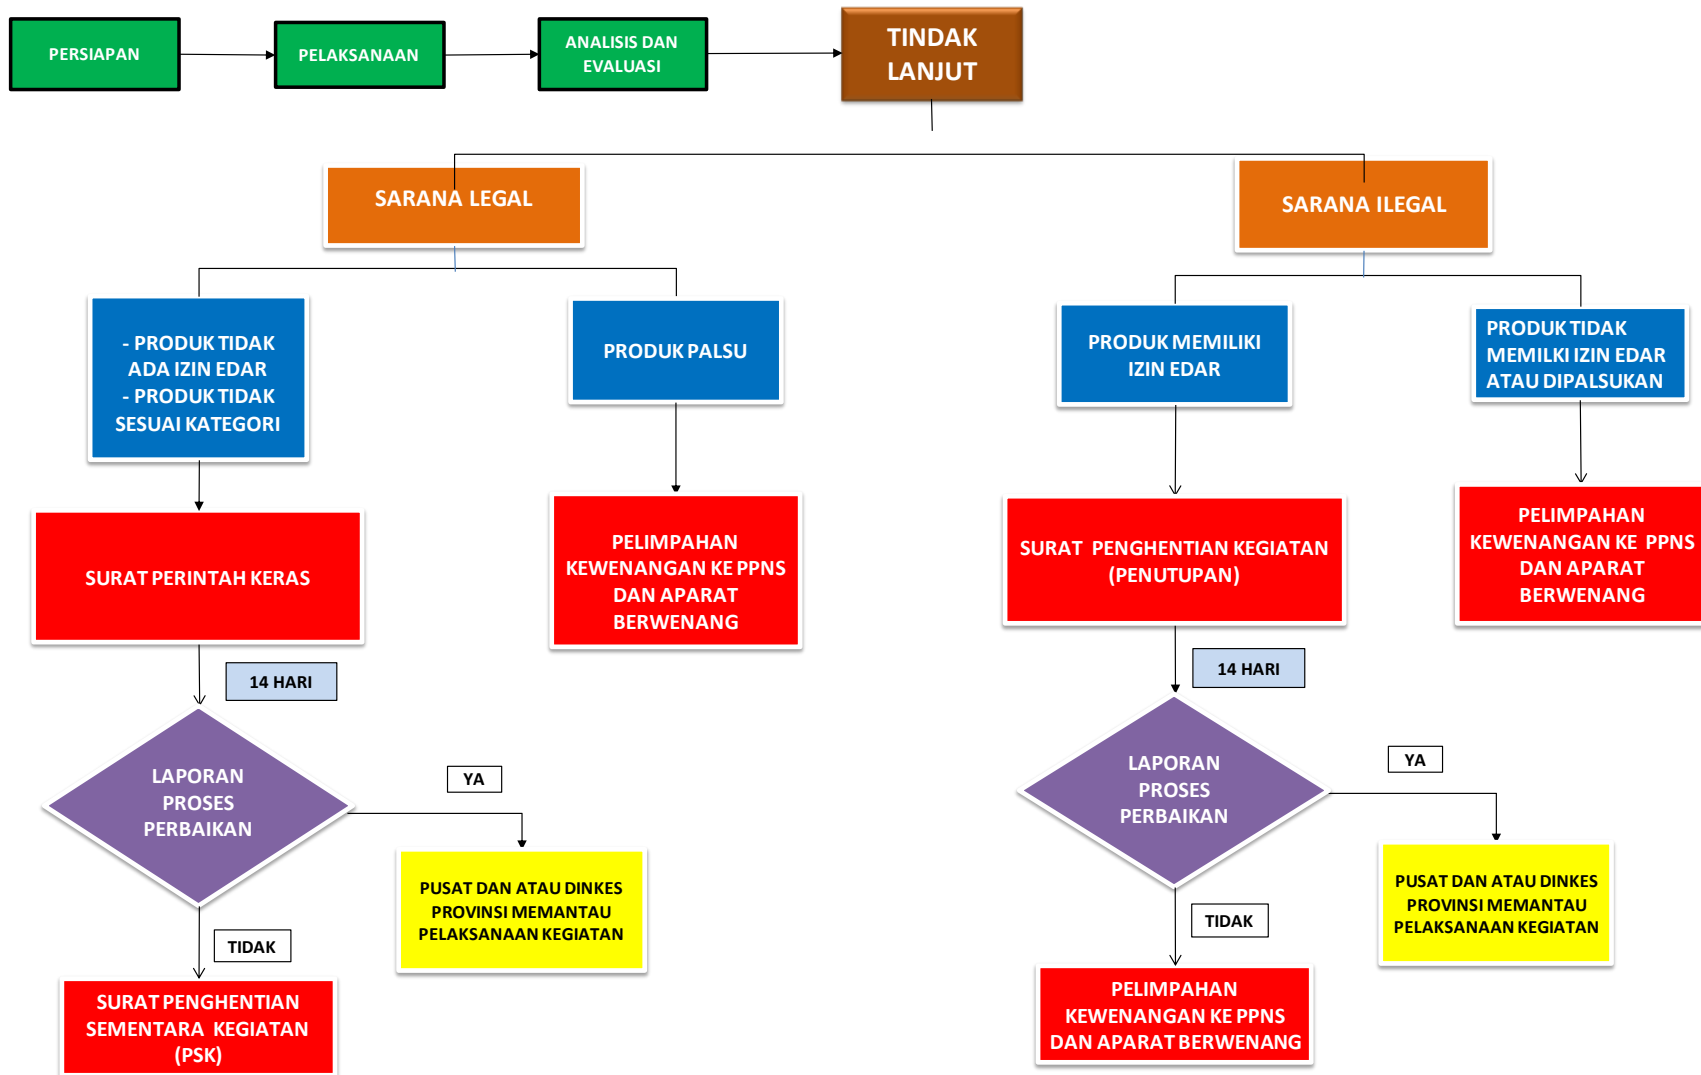 PERSIAPAN
PELAKSANAAN
ANALISIS DAN
EVALUASI
TINDAK
LANJUT
SARANA LEGAL
SARANA ILEGAL
- PRODUK TIDAK
ADA IZIN EDAR
- PRODUK TIDAK
SESUAI KATEGORI
PRODUK PALSU
PRODUK MEMILIKI
IZIN EDAR
PRODUK TIDAK
MEMILKI IZIN EDAR
ATAU DIPALSUKAN
SURAT PERINTAH KERAS
PELIMPAHAN
KEWENANGAN KE PPNS
DAN APARAT
BERWENANG
SURAT PENGHENTIAN KEGIATAN
(PENUTUPAN)
PELIMPAHAN
KEWENANGAN KE PPNS
DAN APARAT
BERWENANG
14 HARI
14 HARI
LAPORAN
PROSES
PERBAIKAN
YA
LAPORAN
PROSES
PERBAIKAN
YA
PUSAT DAN ATAU DINKES
PROVINSI MEMANTAU
PELAKSANAAN KEGIATAN
PUSAT DAN ATAU DINKES
PROVINSI MEMANTAU
PELAKSANAAN KEGIATAN
TIDAK
TIDAK
SURAT PENGHENTIAN
SEMENTARA KEGIATAN
(PSK)
PELIMPAHAN
KEWENANGAN KE PPNS
DAN APARAT BERWENANG